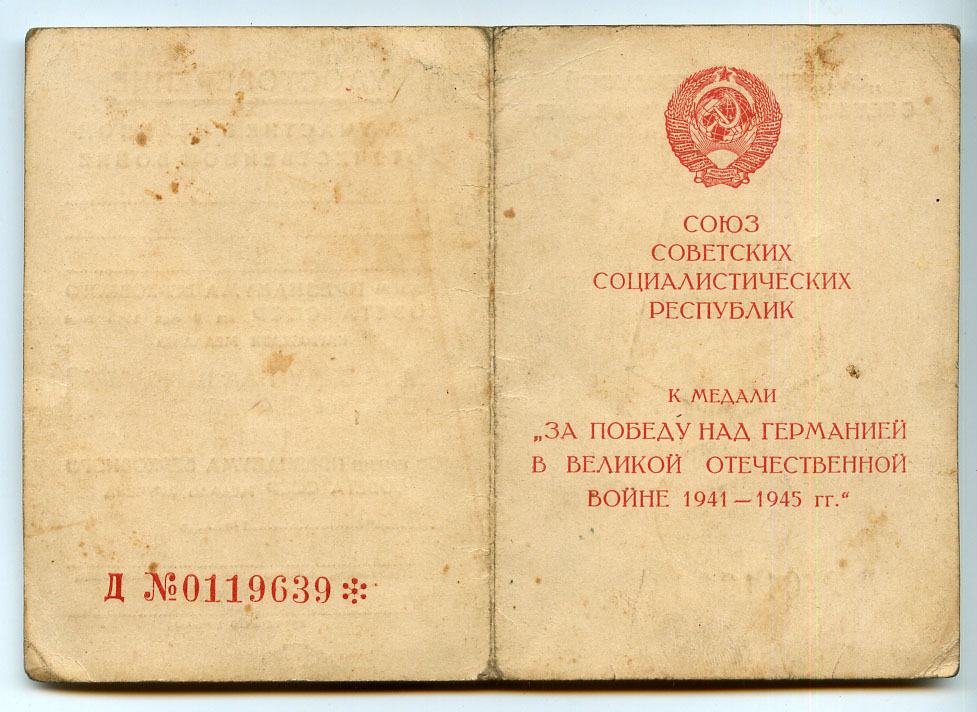 Д №0119639
СОЮЗ
СОВЕТСКИХ
СОЦИАЛИСТИЧЕСКИХ
РЕСПУБЛИК
К МЕДАЛИ
„ЗА ПОБЕДУ НАД ГЕРМАНИЕЙ
В ВЕЛИКОЙ ОТЕЧЕСТВЕННОЙ
ВОЙНЕ 1941—1945 гг.“